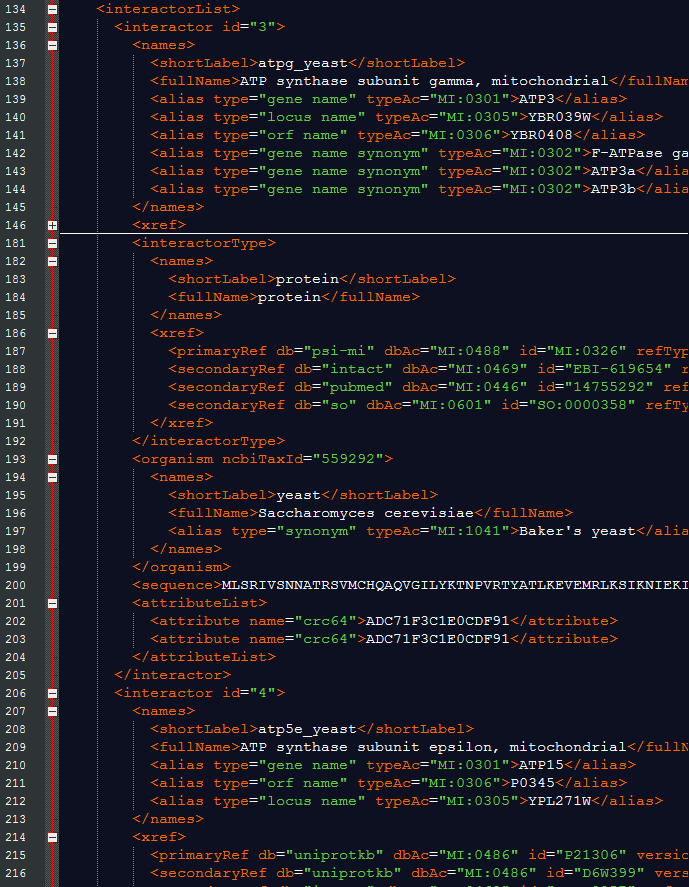 134 <interactorList>
135 <interactor id="3">
136 <names>
137 <shortLabel>atpg_yeast</shortLabel>
138 <fullName>ATP synthase subunit gamma, mitochondrial</fullNam
139 <alias type="gene name" typeAc="MI:0301">ATP3</alias>
140 <alias type="locus name" typeAc="MI:0305">YBR039W</alias>
141 <alias type="orf name" typeAc="MI:0306">YBR0408</alias>
142 <alias type="gene name synonym" typeAc="MI:0302">F-ATPase ga
143 <alias type="gene name synonym" typeAc="MI:0302">ATP3a</alia
144 <alias type="gene name synonym" typeAc="MI:0302">ATP3b</alia
145 </names>
146 <xref>
181 <interactorType>
182 <names>
183 <shortLabel>protein</shortLabel>
184 <fullName>protein</fullName>
185 </names>
186 <xref>
187 <primaryRef db="psi-mi" dbAc="MI:0488" id="MI:0326" refTyp
188 <secondaryRef db="intact" dbAc="MI:0469" id="EBI-619654" r
189 <secondaryRef db="pubmed" dbAc="MI:0446" id="14755292" ref
190 <secondaryRef db="so" dbAc="MI:0601" id="SO:0000358" refTy
191 </xref>
192 </interactorType>
193 <organism ncbiTaxId="559292">
194 <names>
195 <shortLabel>yeast</shortLabel>
196 <fullName>Saccharomyces cerevisiae</fullName>
197 <alias type="synonym" typeAc="MI:1041">Baker's yeast</alia
198 </names>
199 </organism>
200 <sequence>MLSRIVSNNATRSVMCHQAQVGILYKTNPVRTYATLKEVEMRLKSIKNIEKI
201 <attributeList>
202 <attribute name="crc64">ADC71F3C1E0CDF91</attribute>
203 <attribute name="crc64">ADC71F3C1E0CDF91</attribute>
204 </attributeList>
205 </interactor>
206 <interactor id="4">
207 <names>
208 <shortLabel>atp5e_yeast</shortLabel>
209 <fullName>ATP synthase subunit epsilon, mitochondrial</fullN
210 <alias type="gene name" typeAc="MI:0301">ATP15</alias>
211 <alias type="orf name" typeAc="MI:0306">P0345</alias>
212 <alias type="locus name" typeAc="MI:0305">YPL271W</alias>
213 </names>
214 <xref>
215 <primaryRef db="uniprotkb" dbAc="MI:0486" id="P21306" versic
216 <secondaryRef db="uniprotkb" dbAc="MI:0486" id="D6W399" vers